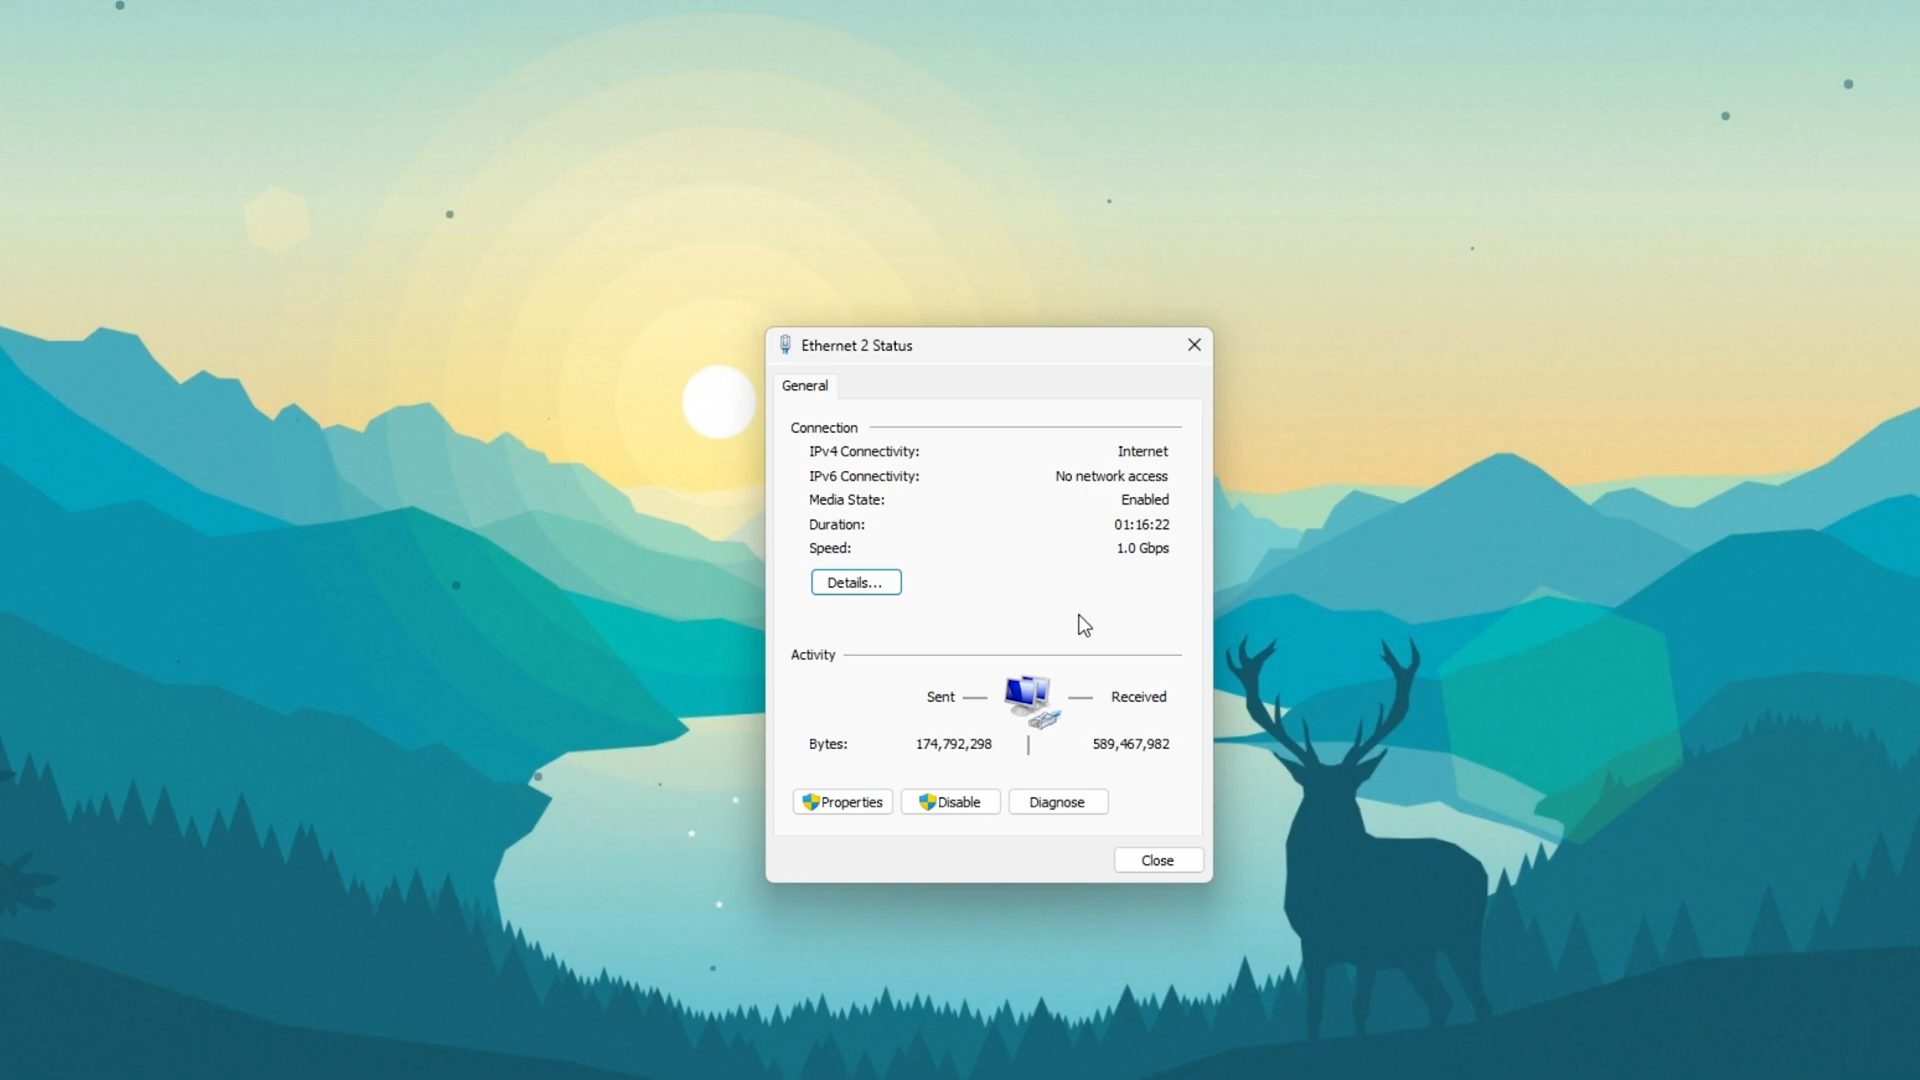 Ethernet 2 Status
General
Connection
IPv4 Connectivity: Internet
IPv6 Connectivity: No network access
Media State: Enabled
Duration: 01:16:22
Speed: 1.0 Gbps
Details...
Activity
Sent Received
Bytes: 174,792,298 589,467,982
Properties Disable Diagnose
Close